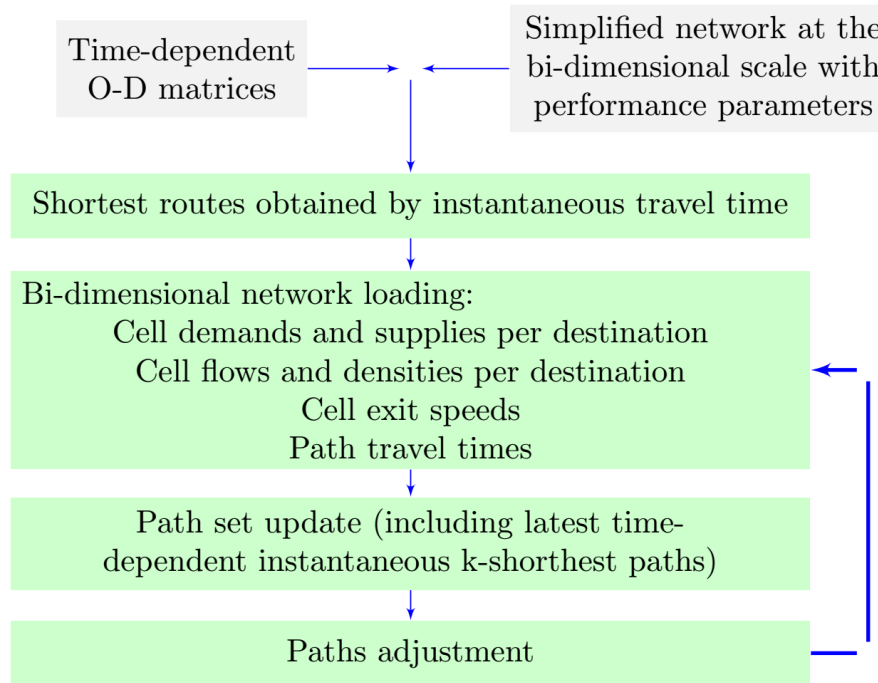 Time-dependent
O-D matrices
Simplified network at the
bi-dimensional scale with
performance parameters
Shortest routes obtained by instantaneous travel time
Bi-dimensional network loading:
Cell demands and supplies per destination
Cell flows and densities per destination
Cell exit speeds
Path travel times
Path set update (including latest time-
dependent instantaneous k-shorthest paths)
Paths adjustment